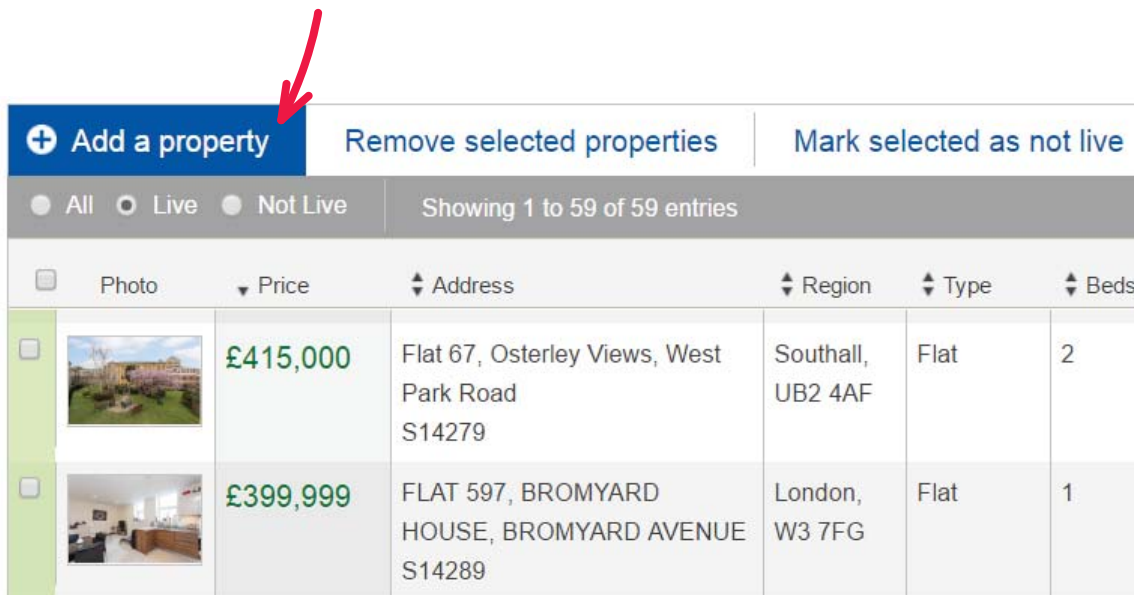 Add a property Remove selected properties Mark selected as not live
All Live Not Live Showing 1 to 59 of 59 entries
Photo Price Address Region Type Beds
£415,000 Flat 67, Osterley Views, West Southall, Flat 2
Park Road UB2 4AF
S14279
£399,999 FLAT 597, BROMYARD London, Flat 1
HOUSE, BROMYARD AVENUE W3 7FG
S14289